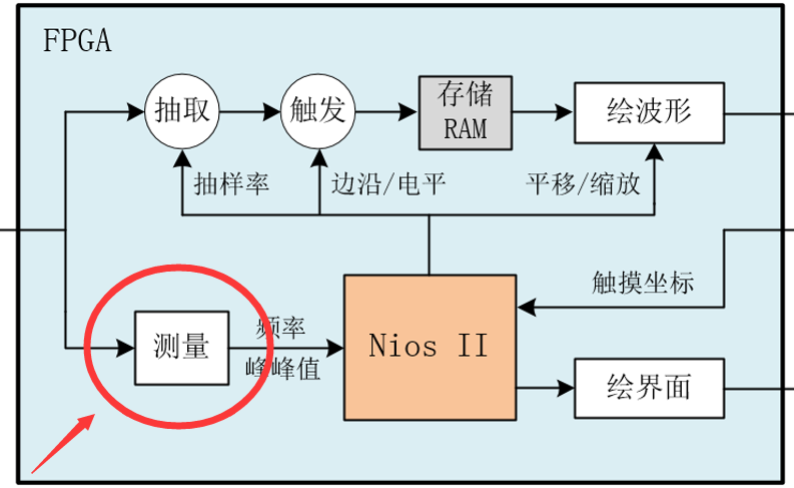 FPGA
抽取
触发
存储
RAM
绘波形
抽样率
边沿/电平
平移/缩放
触摸坐标
测量
频率
峰峰值
Nios II
绘界面